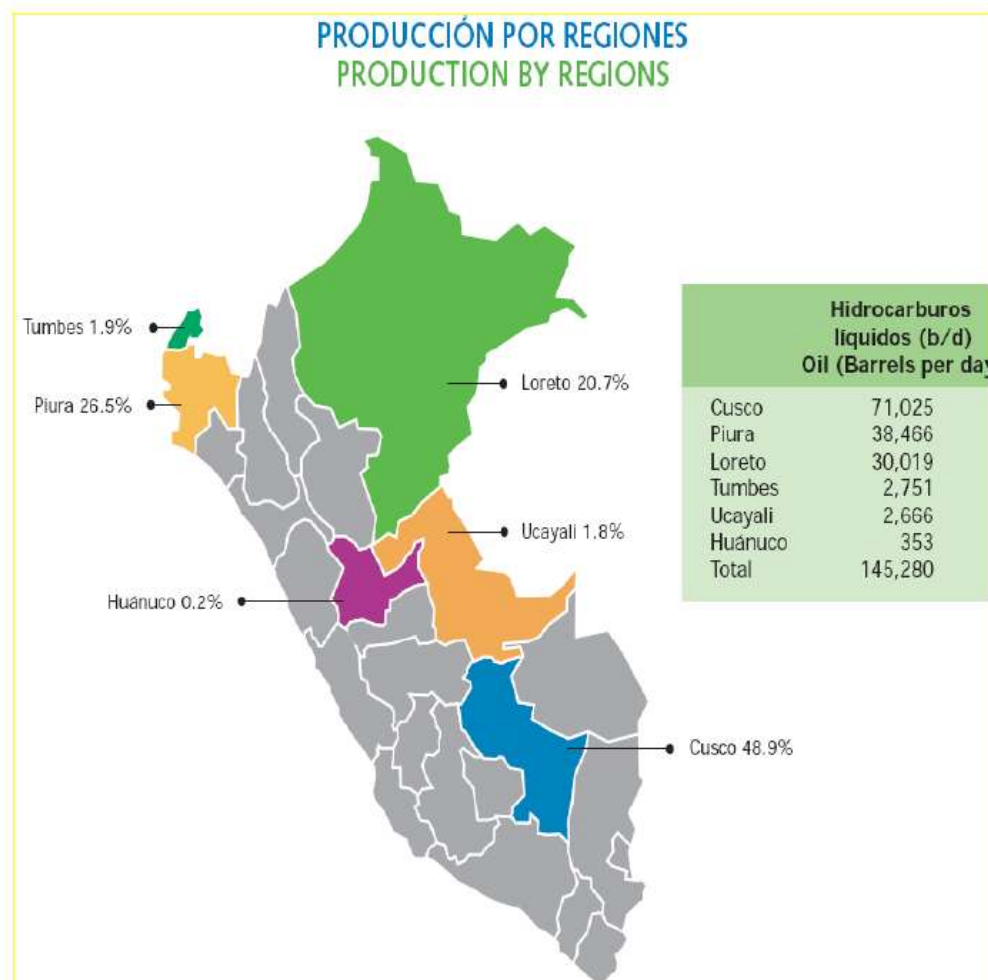 PRODUCCIÓN POR REGIONES
PRODUCTION BY REGIONS
Tumbes 1.9%
Piura 26.5%
Loreto 20.7%
Ucayali 1.8%
Huánuco 0.2%
Cusco 48.9%
Hidrocarburos
líquidos (b/d)
Oil (Barrels per day
Cusco 71,025
Piura 38,466
Loreto 30,019
Tumbes 2,751
Ucayali 2,666
Huánuco 353
Total 145,280